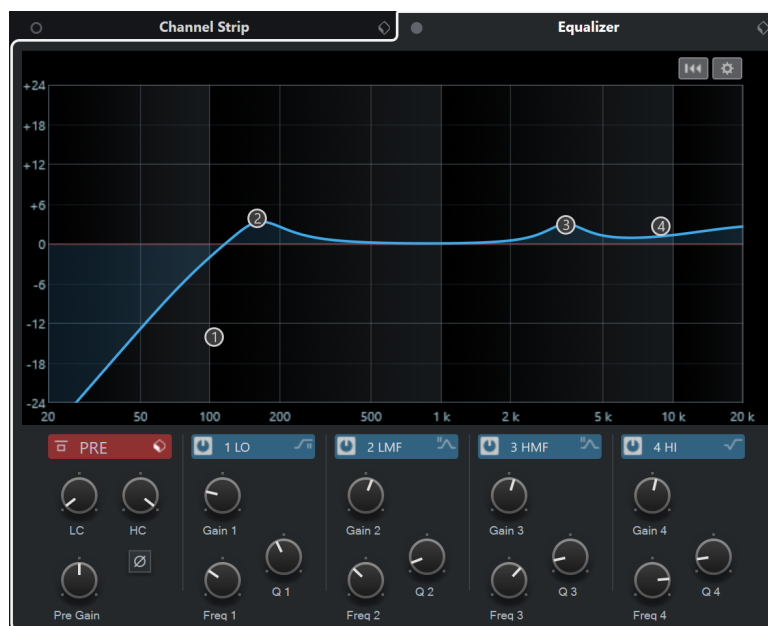 Channel Strip
Equalizer
+24
+18
+12
+6
0
-6
-12
-18
-24
2
3
4
1
20 50 100 200 500 1 k 2 k 5 k 10 k 20 k
PRE
1 LO
2 LMF
3 HMF
4 HI
LC HC Gain 1 Gain 2 Gain 3 Gain 4
Ø
Q 1 Q 2 Q 3 Q 4
Pre Gain Freq 1 Freq 2 Freq 3 Freq 4